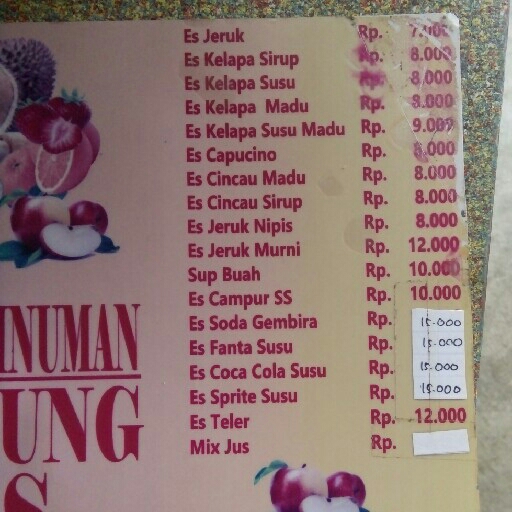 Es Jeruk Rp. 7.000
Es Kelapa Sirup Rp. 8.000
Es Kelapa Susu Rp. 8.000
Es Kelapa Madu Rp. 8.000
Es Kelapa Susu Madu Rp. 9.000
Es Capucino Rp. 8.000
Es Cincau Madu Rp. 8.000
Es Cincau Sirup Rp. 8.000
Es Jeruk Nipis Rp. 8.000
Es Jeruk Murni Rp. 12.000
Sup Buah Rp. 10.000
Es Campur SS Rp. 10.000
Es Soda Gembira Rp. 15.000
Es Fanta Susu Rp. 15.000
Es Coca Cola Susu Rp. 15.000
Es Sprite Susu Rp. 15.000
Es Teler Rp. 12.000
Mix Jus Rp.
INUMAN
UNG
S